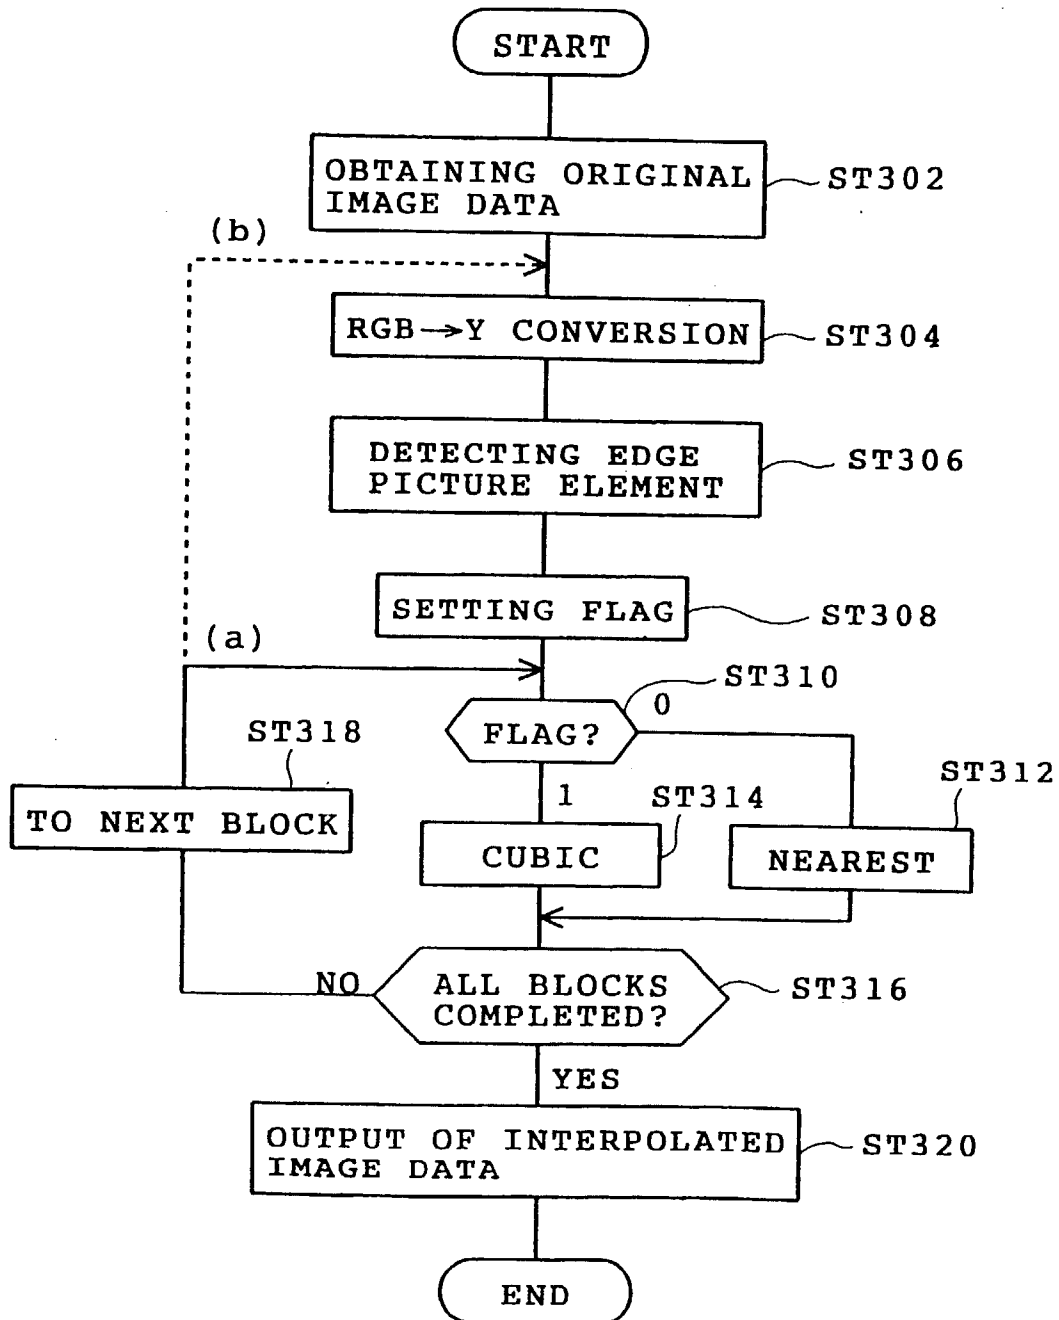 START
OBTAINING ORIGINAL
IMAGE DATA
ST302
(b)
RGB→Y CONVERSION
ST304
DETECTING EDGE
PICTURE ELEMENT
ST306
SETTING FLAG
ST308
(a)
ST310
FLAG?
0
1
ST318
TO NEXT BLOCK
ST314
CUBIC
ST312
NEAREST
NO
ALL BLOCKS
COMPLETED?
ST316
YES
OUTPUT OF INTERPOLATED
IMAGE DATA
ST320
END